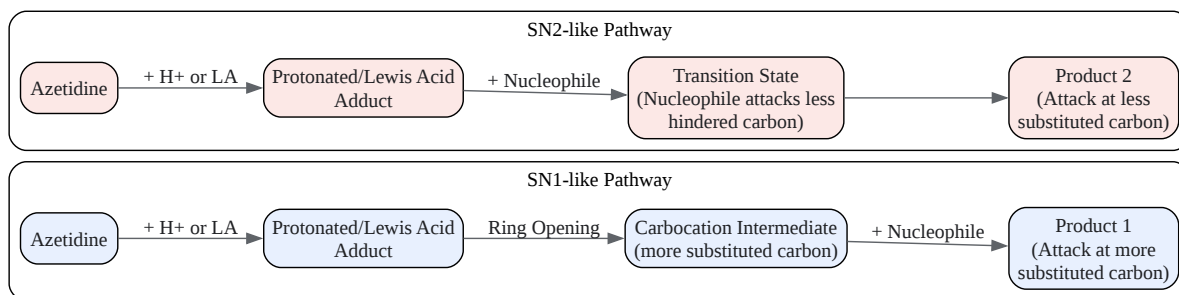 SN2-like Pathway
Azetidine
+ H+ or LA
Protonated/Lewis Acid
Adduct
+ Nucleophile
Transition State
(Nucleophile attacks less
hindered carbon)
Product 2
(Attack at less
substituted carbon)
SN1-like Pathway
Azetidine
+ H+ or LA
Protonated/Lewis Acid
Adduct
Ring Opening
Carbocation Intermediate
(more substituted carbon)
+ Nucleophile
Product 1
(Attack at more
substituted carbon)